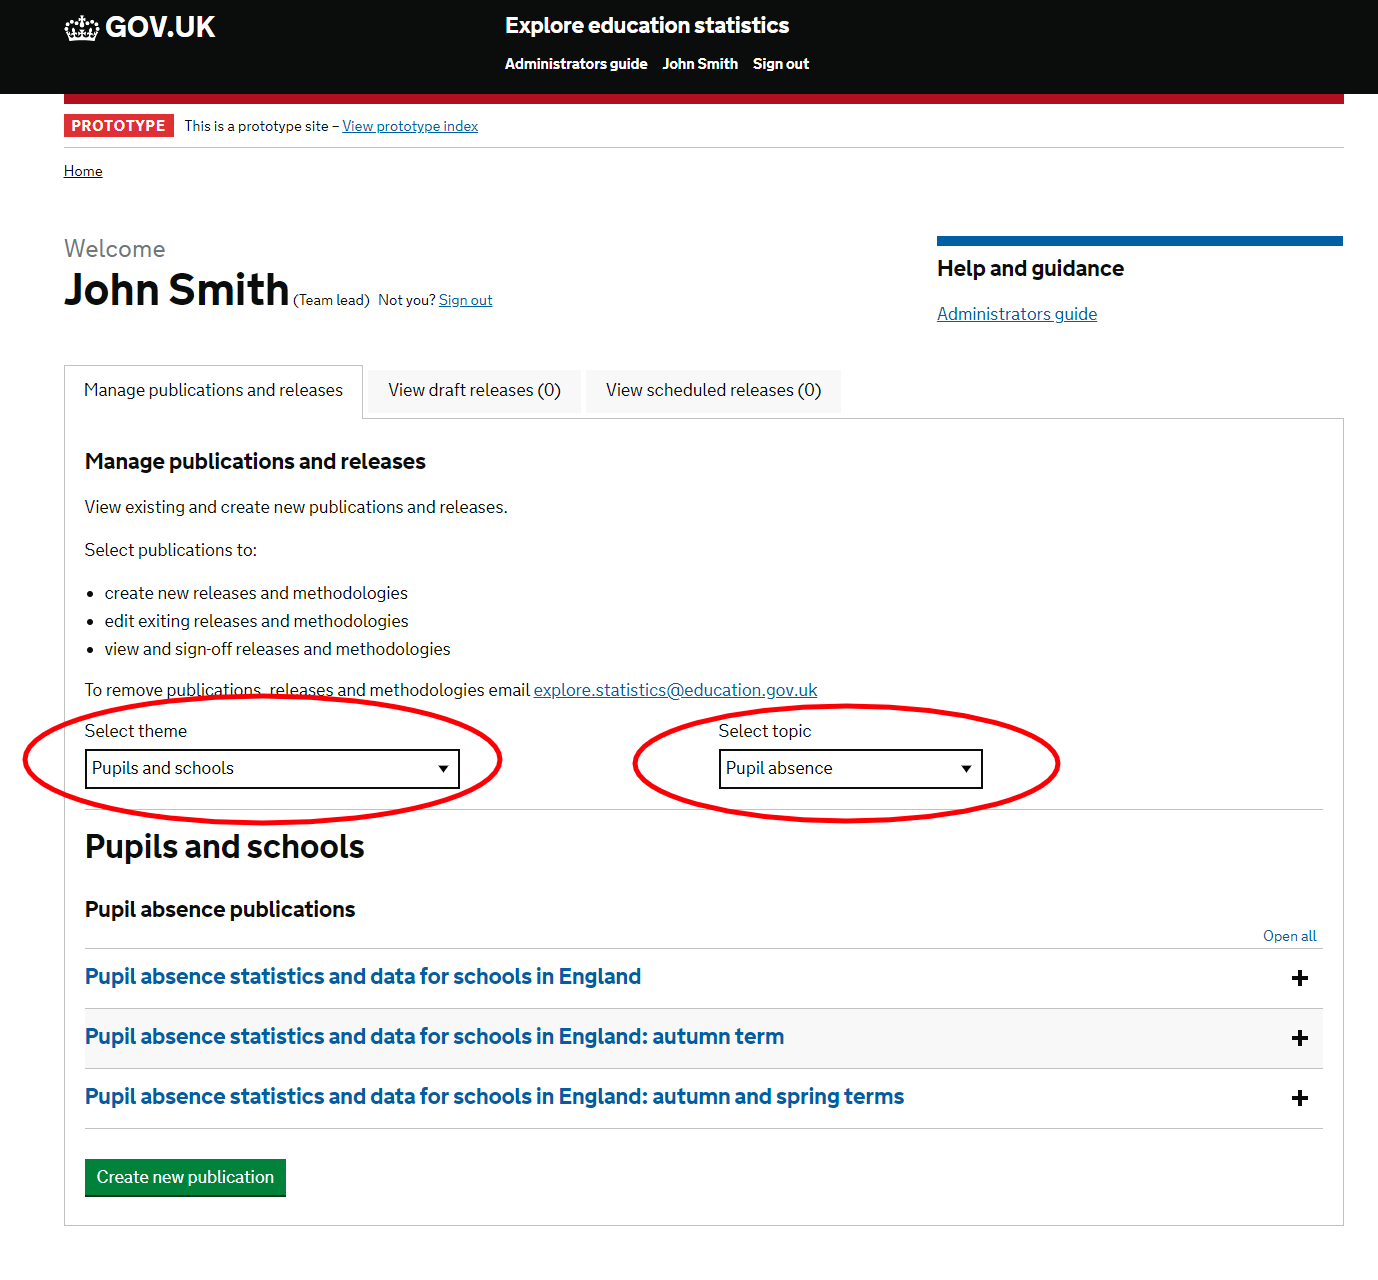 GOV.UK
Explore education statistics
Administrators guide John Smith Sign out
PROTOTYPE This is a prototype site – View prototype index
Home
Welcome
John Smith (Team lead) Not you? Sign out
Help and guidance
Administrators guide
Manage publications and releases View draft releases (0) View scheduled releases (0)
Manage publications and releases
View existing and create new publications and releases.
Select publications to:
• create new releases and methodologies
• edit exiting releases and methodologies
• view and sign-off releases and methodologies
To remove publications, releases and methodologies email explore.statistics@education.gov.uk
Select theme Select topic
Pupils and schools Pupil absence
Pupils and schools
Pupil absence publications
Open all
Pupil absence statistics and data for schools in England
Pupil absence statistics and data for schools in England: autumn term
Pupil absence statistics and data for schools in England: autumn and spring terms
Create new publication